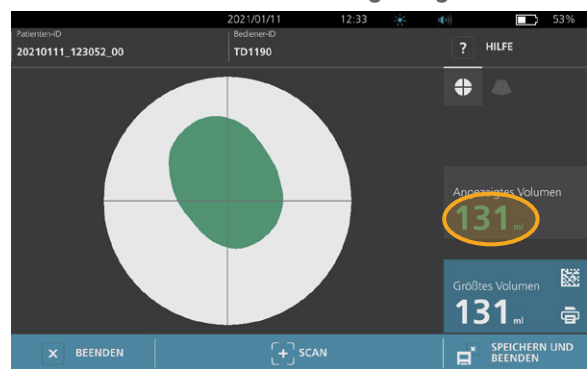 2021/01/11 12:33 53%
Patienten-ID
20210111_123052_00
Bediener-ID
TD1190
? HILFE
Angezeigtes Volumen
131 ml
Größtes Volumen
131 ml
BEENDEN
SCAN
SPEICHERN UND
BEENDEN